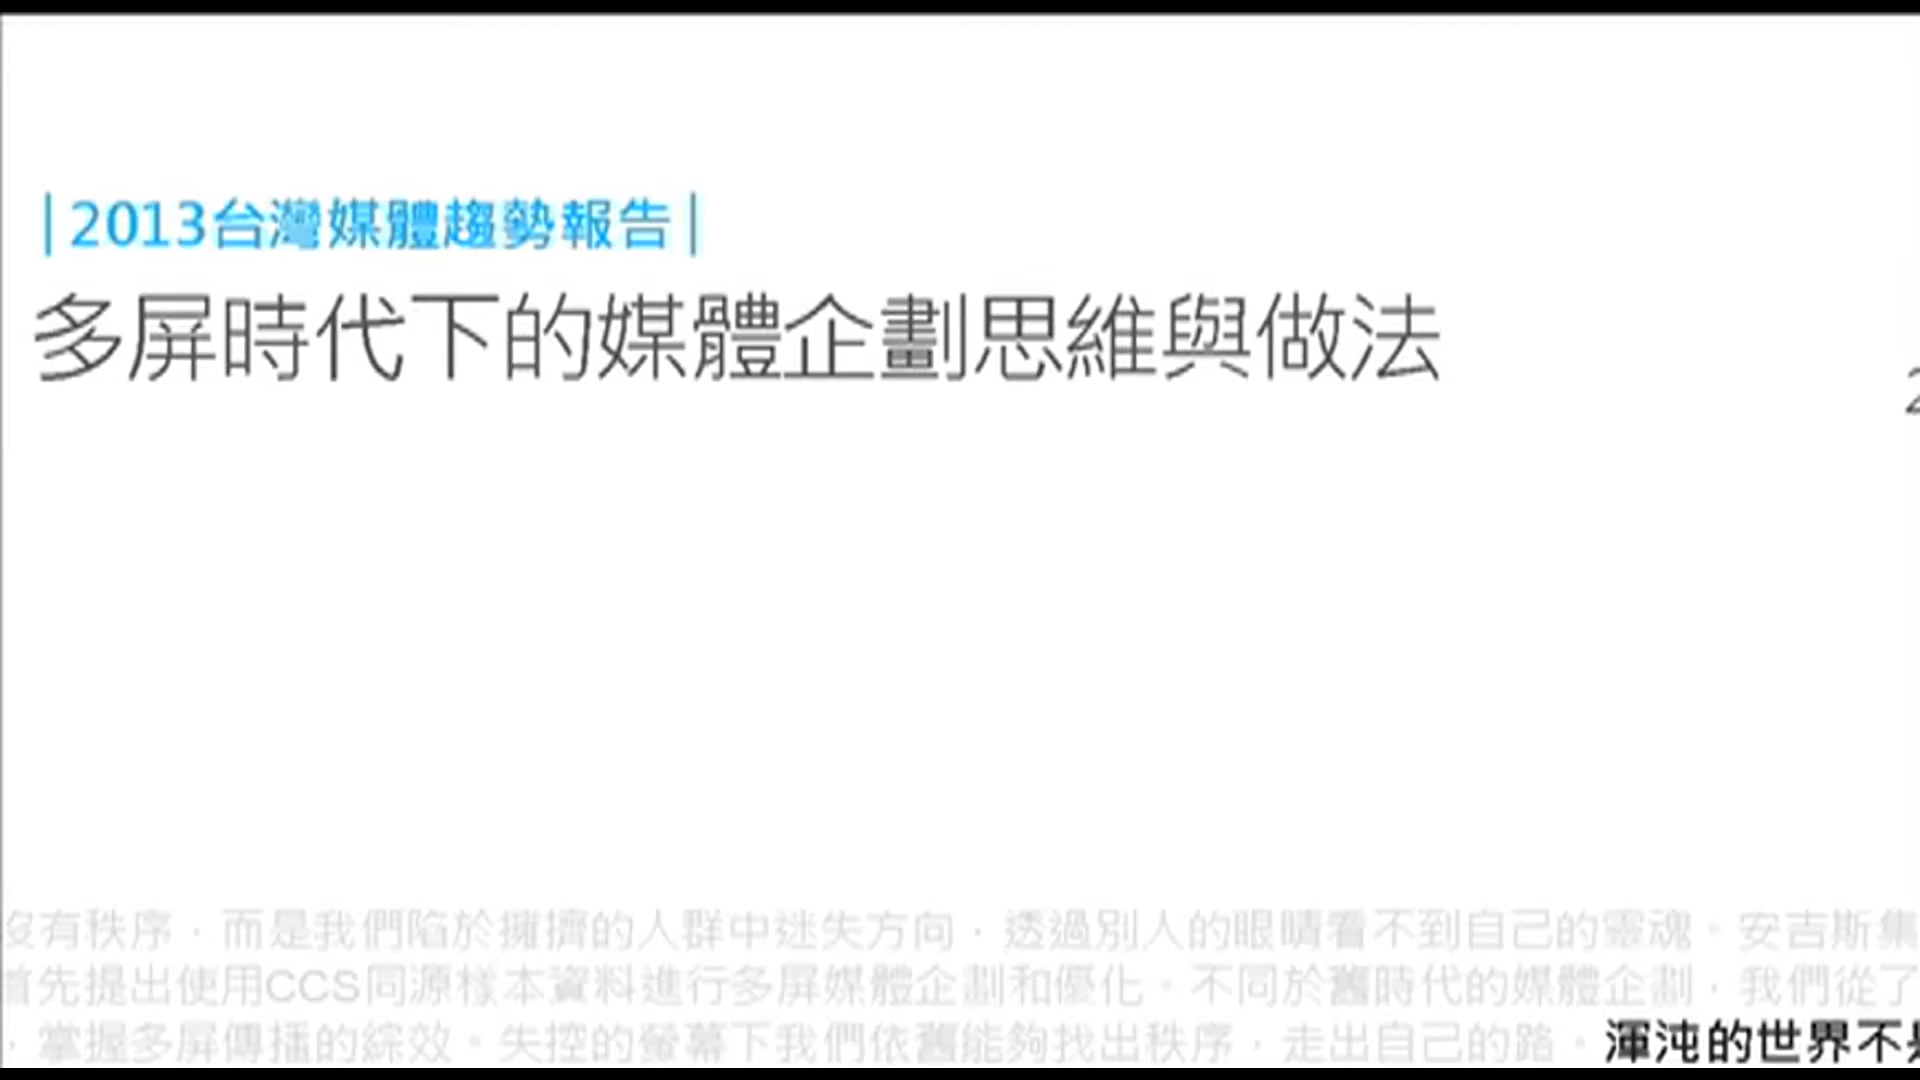 |2013台灣媒體趨勢報告|
多屏時代下的媒體企劃思維與做法
沒有秩序，而是我們陷於擁擠的人群中迷失方向，透過別人的眼睛看不到自己的靈魂。安吉斯集
首先提出使用CCS同源樣本資料進行多屏媒體企劃和優化。不同於舊時代的媒體企劃，我們從了
，掌握多屏傳播的綜效。失控的螢幕下我們依舊能夠找出秩序，走出自己的路。渾沌的世界不是